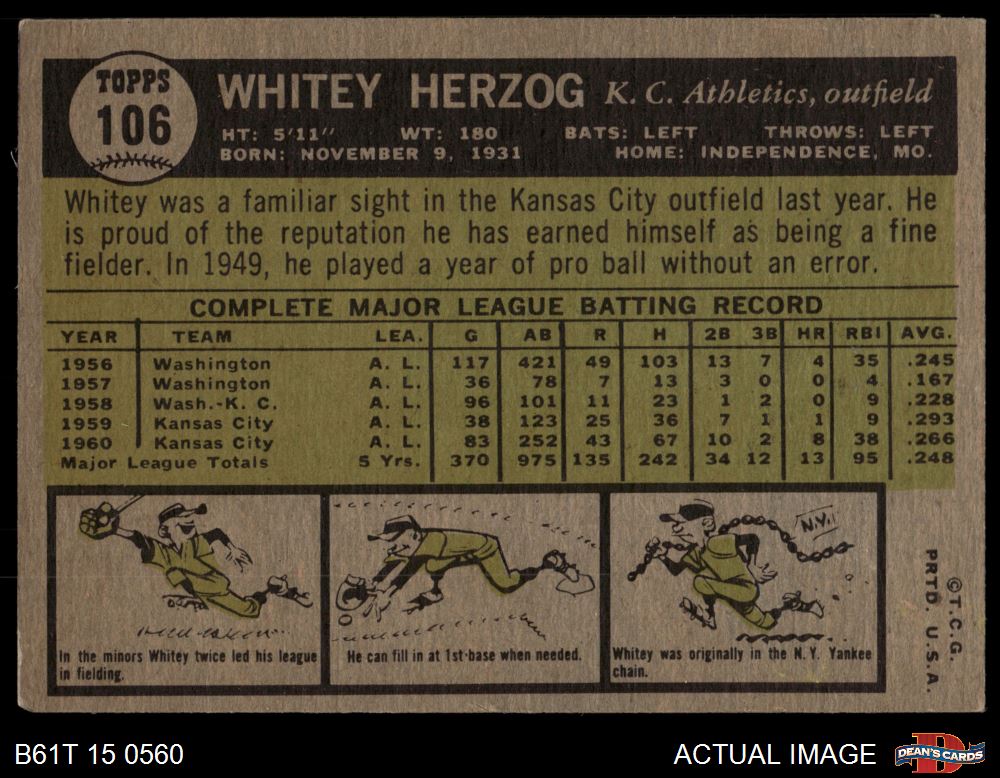 TOPPS
106
WHITEY HERZOG K. C. Athletics, outfield
HT: 5'11" WT: 180 BATS: LEFT THROWS: LEFT
BORN: NOVEMBER 9, 1931 HOME: INDEPENDENCE, MO.
Whitey was a familiar sight in the Kansas City outfield last year. He
is proud of the reputation he has earned himself as being a fine
fielder. In 1949, he played a year of pro ball without an error.
COMPLETE MAJOR LEAGUE BATTING RECORD
YEAR TEAM LEA. G AB R H 2B 3B HR RBI AVG.
1956 Washington A. L. 117 421 49 103 13 7 4 35 .245
1957 Washington A. L. 36 78 7 13 3 0 0 4 .167
1958 Wash.-K. C. A. L. 96 101 11 23 1 2 0 9 .228
1959 Kansas City A. L. 38 123 25 36 7 1 1 9 .293
1960 Kansas City A. L. 83 252 43 67 10 2 8 38 .266
Major League Totals 5 Yrs. 370 975 135 242 34 12 13 95 .248
N.Y.
In the minors Whitey twice led his league
in fielding.
He can fill in at 1st-base when needed.
Whitey was originally in the N.Y. Yankee
chain.
©T.C.G.
PRTD. U.S.A.
B61T 15 0560
ACTUAL IMAGE
DEAN'S CARDS